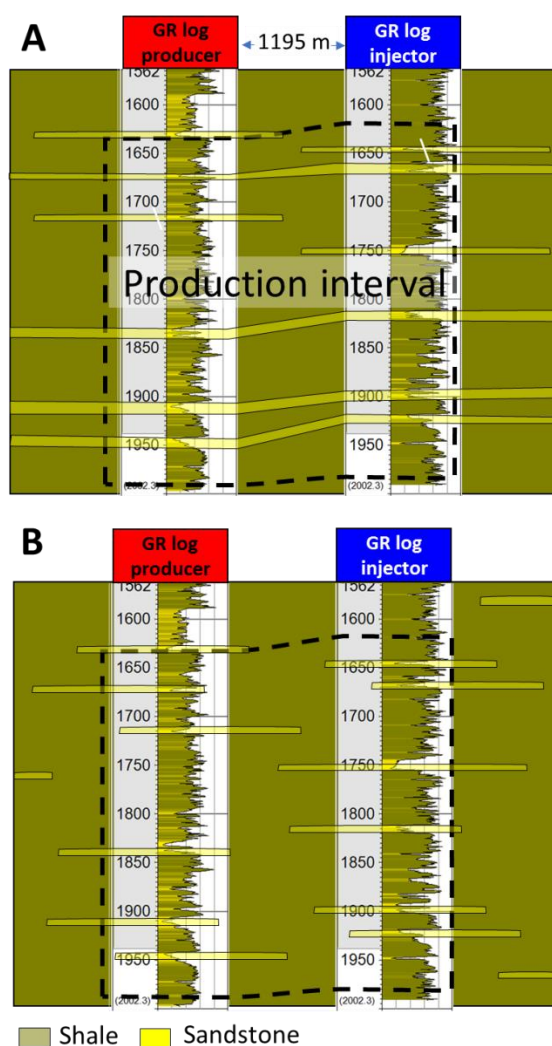 A
GR log
producer
1195 m
GR log
injector
1562
1600
1650
1700
1750
1800
1850
1900
1950
(2002.3)
1562
1600
1650
1700
1750
1800
1850
1900
1950
(2002.3)
Production interval
B
GR log
producer
GR log
injector
1562
1600
1650
1700
1750
1800
1850
1900
1950
(2002.3)
1562
1600
1650
1700
1750
1800
1850
1900
1950
(2002.3)
Shale
Sandstone